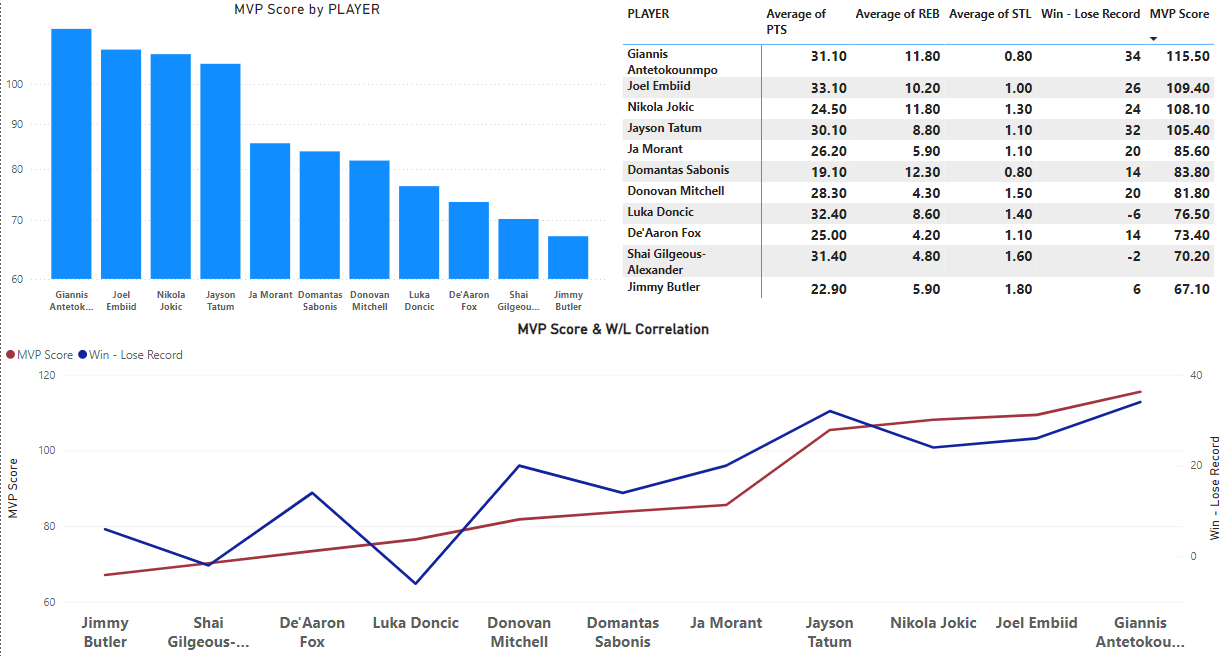 MVP Score by PLAYER
100
90
80
70
60
Giannis Antetok...
Joel Embiid
Nikola Jokic
Jayson Tatum
Ja Morant
Domantas Sabonis
Donovan Mitchell
Luka Doncic
De'Aaron Fox
Shai Gilgeou...
Jimmy Butler
PLAYER Average of PTS Average of REB Average of STL Win - Lose Record MVP Score
Giannis Antetokounmpo 31.10 11.80 0.80 34 115.50
Joel Embiid 33.10 10.20 1.00 26 109.40
Nikola Jokic 24.50 11.80 1.30 24 108.10
Jayson Tatum 30.10 8.80 1.10 32 105.40
Ja Morant 26.20 5.90 1.10 20 85.60
Domantas Sabonis 19.10 12.30 0.80 14 83.80
Donovan Mitchell 28.30 4.30 1.50 20 81.80
Luka Doncic 32.40 8.60 1.40 -6 76.50
De'Aaron Fox 25.00 4.20 1.10 14 73.40
Shai Gilgeous-Alexander 31.40 4.80 1.60 -2 70.20
Jimmy Butler 22.90 5.90 1.80 6 67.10
MVP Score & W/L Correlation
MVP Score Win - Lose Record
120
100
80
60
MVP Score
40
20
0
Win - Lose Record
Jimmy Butler
Shai Gilgeous-...
De'Aaron Fox
Luka Doncic
Donovan Mitchell
Domantas Sabonis
Ja Morant
Jayson Tatum
Nikola Jokic
Joel Embiid
Giannis Antetokou...